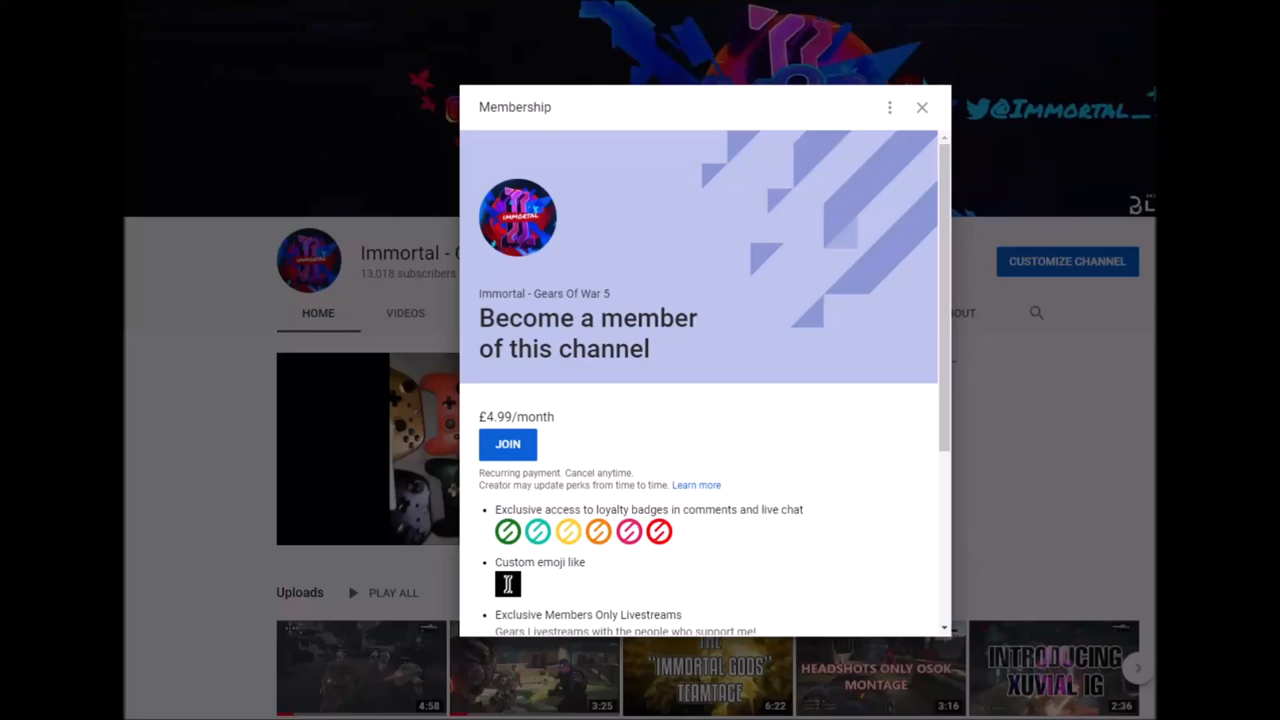 @IMMORTAL_
Membership
IMMORTAL
Immortal - Gears Of War 5
Become a member
of this channel
£4.99/month
JOIN
Recurring payment. Cancel anytime.
Creator may update perks from time to time. Learn more
Exclusive access to loyalty badges in comments and live chat
Custom emoji like
Exclusive Members Only Livestreams
Gears Livestreams with the people who support me!
Immortal -
13,018 subscribers
CUSTOMIZE CHANNEL
HOME
VIDEOS
Uploads
PLAY ALL
4:58
3:25
THE
"IMMORTAL GODS"
TEAMTAGE
6:22
HEADSHOTS ONLY OSOK
MONTAGE
3:16
INTRODUCING
XUVIAL IG
2:36